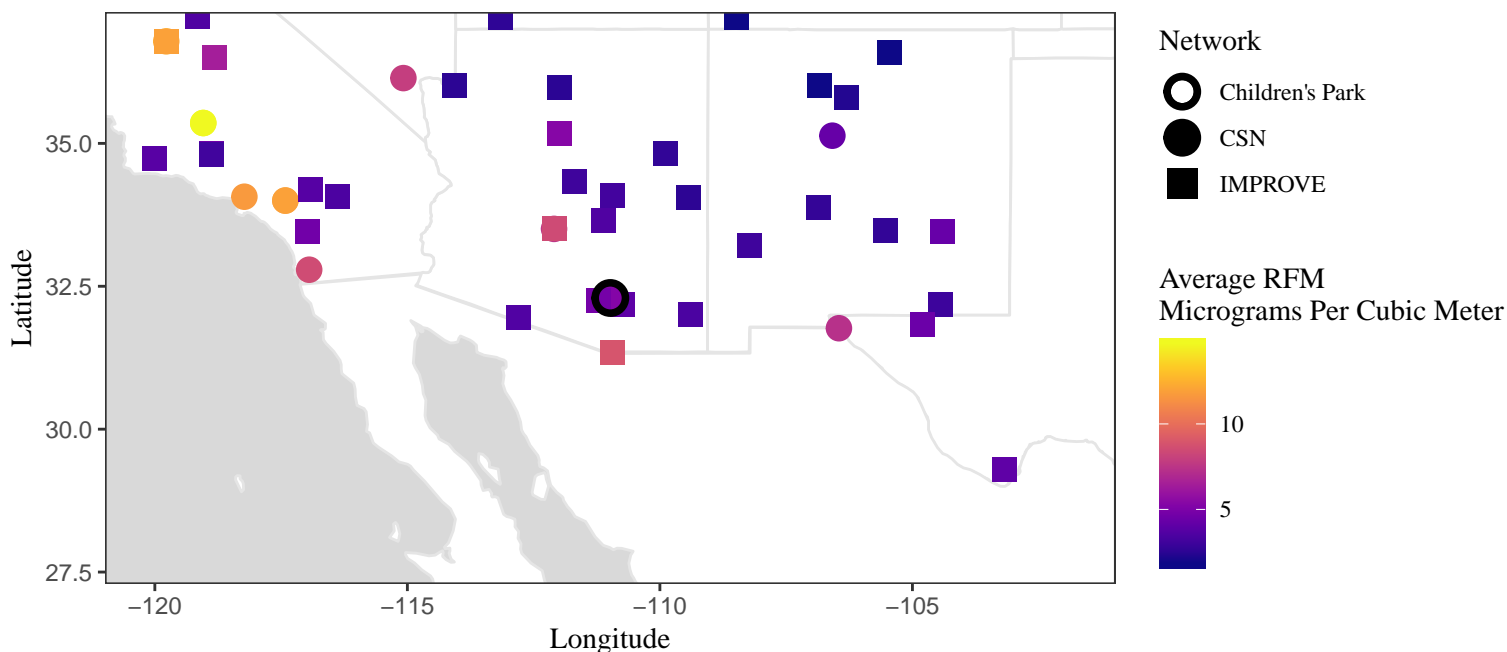 35.0
32.5
30.0
27.5
Latitude
−120
−115
−110
−105
Longitude
Network
Children's Park
CSN
IMPROVE
Average RFM
Micrograms Per Cubic Meter
10
5